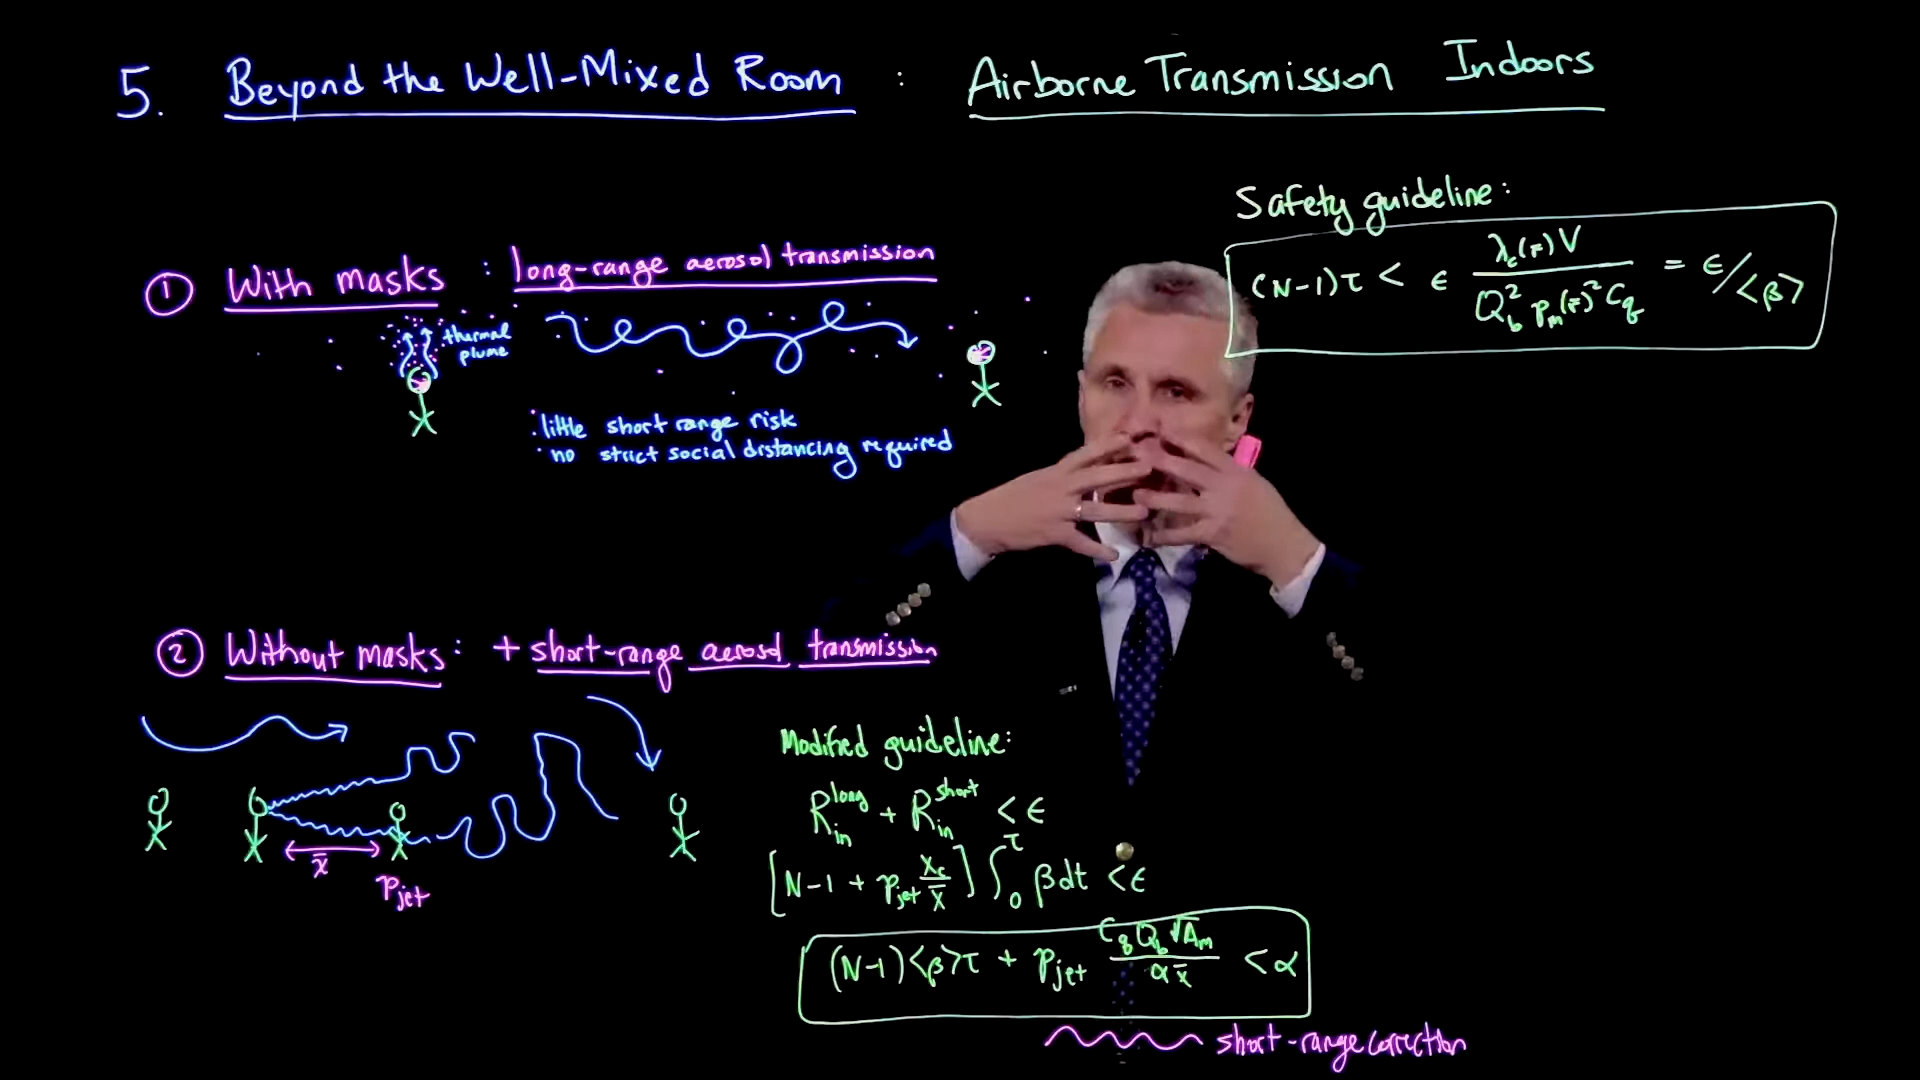 5. Beyond the Well-Mixed Room : Airborne Transmission Indoors
Safety guideline:
(N-1)τ < ϵ λc(r̄)V / Qb² pm(r̄)² Cq = ϵ/<β>
① With masks : long-range aerosol transmission
thermal
plume
· little short range risk
· no strict social distancing required
② Without masks: + short-range aerosol transmission
x̄
pjet
Modified guideline:
Rin^long + Rin^short < ϵ
[N-1 + pjet xc/x̄] ∫₀^τ βdt < ϵ
(N-1)<β>τ + pjet Cq Qb √Am / α x̄ < α
short-range correction